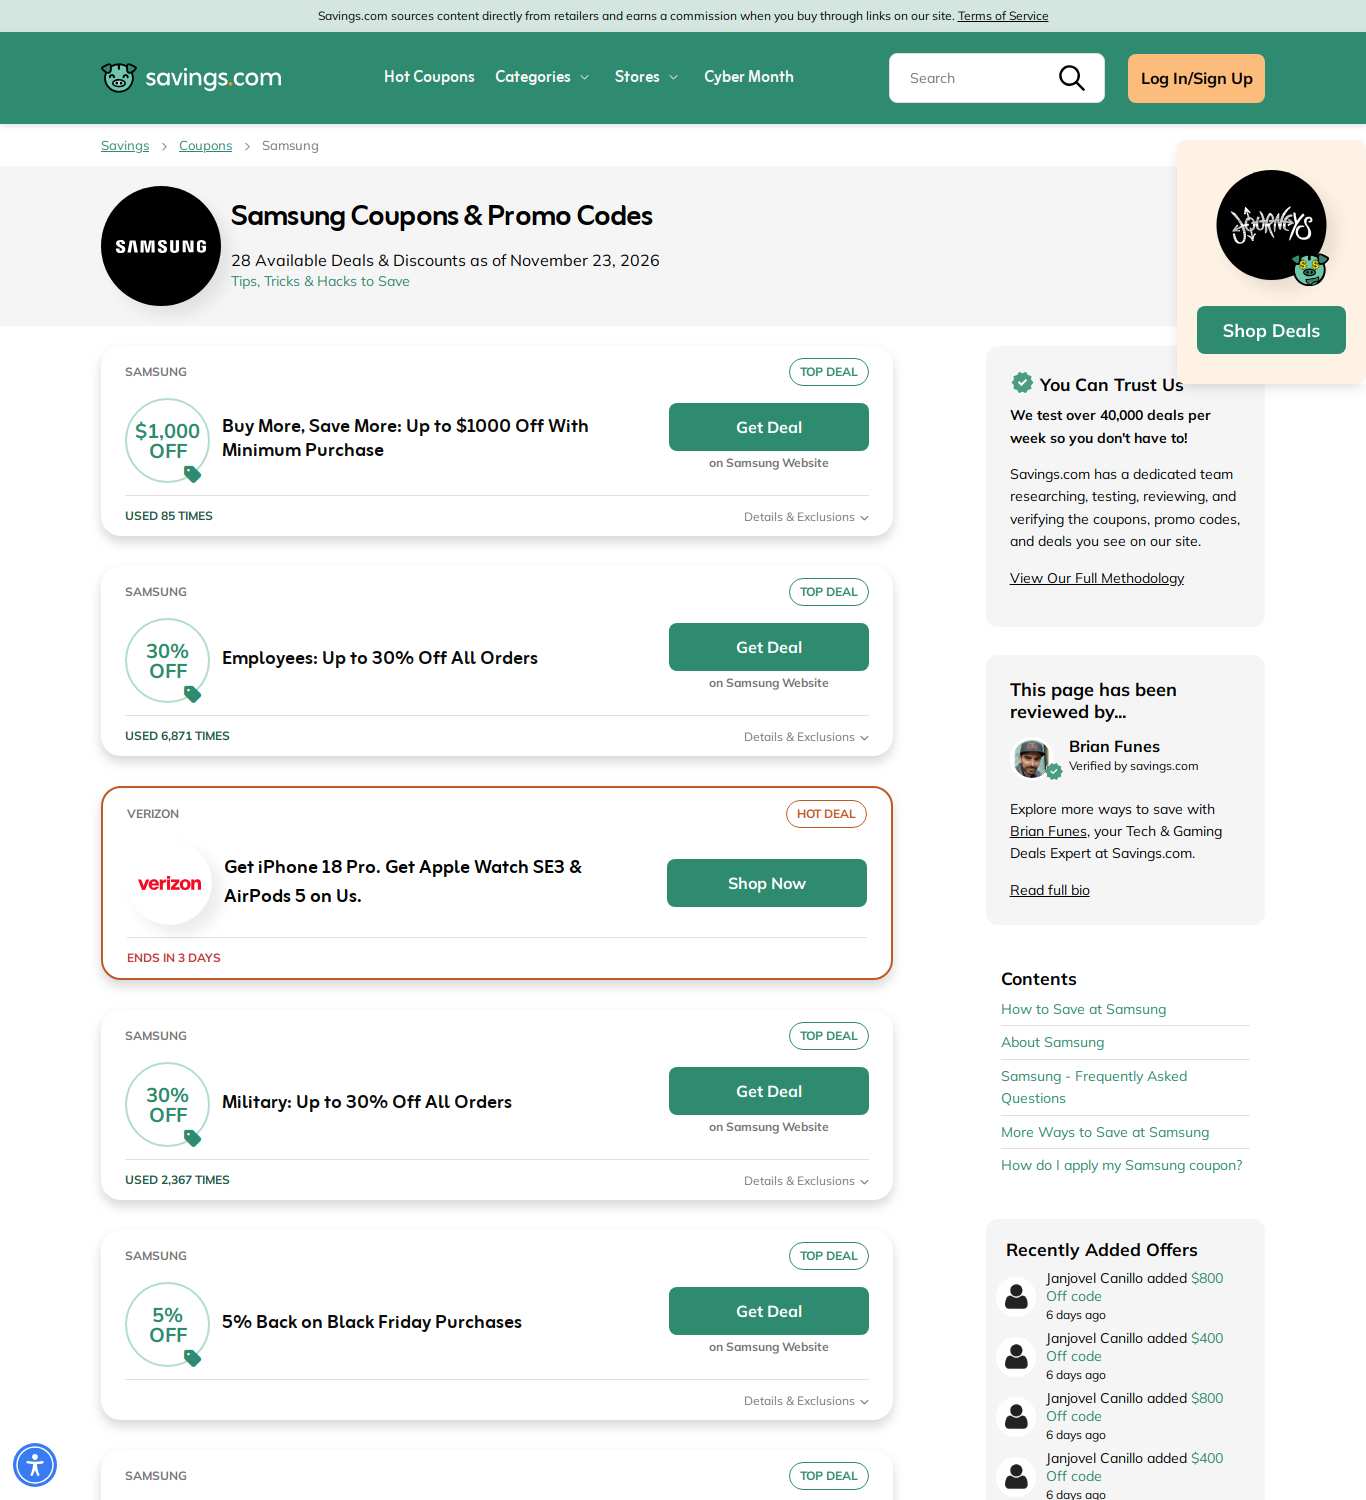 Savings.com sources content directly from retailers and earns a commission when you buy through links on our site. Terms of Service
savings.com
Hot Coupons
Categories
Stores
Cyber Month
Search
Log In/Sign Up
Savings
Coupons
Samsung
SAMSUNG
Samsung Coupons & Promo Codes
28 Available Deals & Discounts as of November 23, 2026
Tips, Tricks & Hacks to Save
JOURNEYS
Shop Deals
SAMSUNG
TOP DEAL
$1,000
OFF
Buy More, Save More: Up to $1000 Off With
Minimum Purchase
Get Deal
on Samsung Website
USED 85 TIMES
Details & Exclusions
SAMSUNG
TOP DEAL
30%
OFF
Employees: Up to 30% Off All Orders
Get Deal
on Samsung Website
USED 6,871 TIMES
Details & Exclusions
VERIZON
HOT DEAL
verizon
Get iPhone 18 Pro. Get Apple Watch SE3 &
AirPods 5 on Us.
Shop Now
ENDS IN 3 DAYS
SAMSUNG
TOP DEAL
30%
OFF
Military: Up to 30% Off All Orders
Get Deal
on Samsung Website
USED 2,367 TIMES
Details & Exclusions
SAMSUNG
TOP DEAL
5%
OFF
5% Back on Black Friday Purchases
Get Deal
on Samsung Website
Details & Exclusions
SAMSUNG
TOP DEAL
You Can Trust Us
We test over 40,000 deals per
week so you don't have to!
Savings.com has a dedicated team
researching, testing, reviewing, and
verifying the coupons, promo codes,
and deals you see on our site.
View Our Full Methodology
This page has been
reviewed by...
Brian Funes
Verified by savings.com
Explore more ways to save with
Brian Funes, your Tech & Gaming
Deals Expert at Savings.com.
Read full bio
Contents
How to Save at Samsung
About Samsung
Samsung - Frequently Asked
Questions
More Ways to Save at Samsung
How do I apply my Samsung coupon?
Recently Added Offers
Janjovel Canillo added $800
Off code
6 days ago
Janjovel Canillo added $400
Off code
6 days ago
Janjovel Canillo added $800
Off code
6 days ago
Janjovel Canillo added $400
Off code
6 days ago